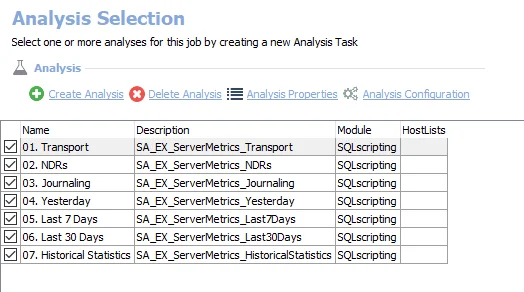 Analysis Selection
Select one or more analyses for this job by creating a new Analysis Task
Analysis
Create Analysis Delete Analysis Analysis Properties Analysis Configuration
Name Description Module HostLists
01. Transport SA_EX_ServerMetrics_Transport SQLscripting
02. NDRs SA_EX_ServerMetrics_NDRs SQLscripting
03. Journaling SA_EX_ServerMetrics_Journaling SQLscripting
04. Yesterday SA_EX_ServerMetrics_Yesterday SQLscripting
05. Last 7 Days SA_EX_ServerMetrics_Last7Days SQLscripting
06. Last 30 Days SA_EX_ServerMetrics_Last30Days SQLscripting
07. Historical Statistics SA_EX_ServerMetrics_HistoricalStatistics SQLscripting